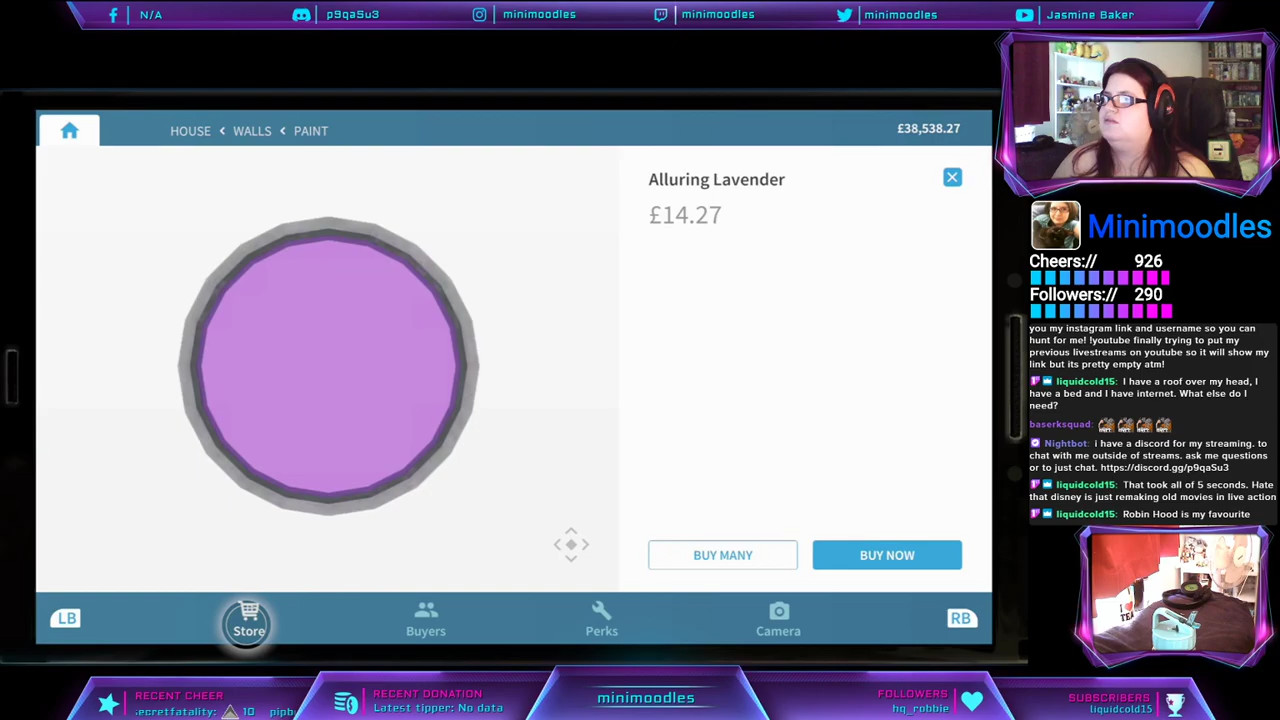 N/A
p9qaSu3
minimoodles
minimoodles
minimoodles
Jasmine Baker
HOUSE < WALLS < PAINT
£38,538.27
Alluring Lavender
£14.27
BUY MANY
BUY NOW
LB
Store
Buyers
Perks
Camera
RB
Minimoodles
Cheers:// 926
Followers:// 290
you my instagram link and username so you can
hunt for me! !youtube finally trying to put my
previous livestreams on youtube so it will show my
link but its pretty empty atm!
liquidcold15: I have a roof over my head, I
have a bed and I have internet. What else do I
need?
baserksquad:
Nightbot: i have a discord for my streaming. to
chat with me outside of streams. ask me questions
or to just chat. https://discord.gg/p9qaSu3
liquidcold15: That took all of 5 seconds. Hate
that disney is just remaking old movies in live action
liquidcold15: Robin Hood is my favourite
RECENT CHEER
secretfatality: 10 pipb
RECENT DONATION
Latest tipper: No data
minimoodles
FOLLOWERS
hq_robbie
SUBSCRIBERS
liquidcold15